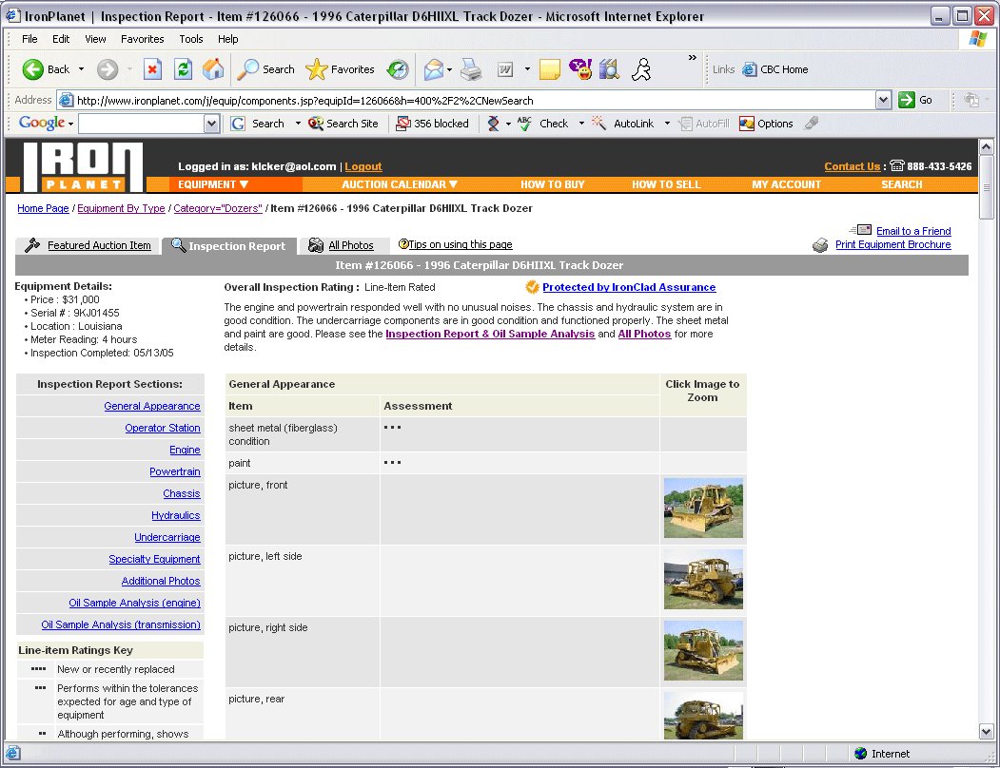 IronPlanet | Inspection Report - Item #126066 - 1996 Caterpillar D6HIIXL Track Dozer - Microsoft Internet Explorer
File Edit View Favorites Tools Help
Back Search Favorites W Links CBC Home
Address http://www.ironplanet.com/j/equip/components.jsp?equipId=126066&h=400%2F2%2CNewSearch Go
Google G Search Search Site 356 blocked ABC Check AutoLink AutoFill Options
IRON
PLANET
Logged in as: klcker@aol.com | Logout
Contact Us : 888-433-5426
EQUIPMENT ▼ AUCTION CALENDAR ▼ HOW TO BUY HOW TO SELL MY ACCOUNT SEARCH
Home Page / Equipment By Type / Category="Dozers" / Item #126066 - 1996 Caterpillar D6HIIXL Track Dozer
Email to a Friend
Print Equipment Brochure
Featured Auction Item Inspection Report All Photos Tips on using this page
Item #126066 - 1996 Caterpillar D6HIIXL Track Dozer
Equipment Details:
• Price : $31,000
• Serial # : 9KJ01455
• Location : Louisiana
• Meter Reading: 4 hours
• Inspection Completed: 05/13/05
Overall Inspection Rating : Line-Item Rated
Protected by IronClad Assurance
The engine and powertrain responded well with no unusual noises. The chassis and hydraulic system are in
good condition. The undercarriage components are in good condition and functioned properly. The sheet metal
and paint are good. Please see the Inspection Report & Oil Sample Analysis and All Photos for more
details.
Inspection Report Sections:
General Appearance
Operator Station
Engine
Powertrain
Chassis
Hydraulics
Undercarriage
Specialty Equipment
Additional Photos
Oil Sample Analysis (engine)
Oil Sample Analysis (transmission)
Line-item Ratings Key
▪▪▪▪ New or recently replaced
▪▪▪ Performs within the tolerances
expected for age and type of
equipment
▪▪ Although performing, shows
General Appearance
Click Image to
Zoom
Item Assessment
sheet metal (fiberglass)
condition
▪ ▪ ▪
paint ▪ ▪ ▪
picture, front
picture, left side
picture, right side
picture, rear
Internet